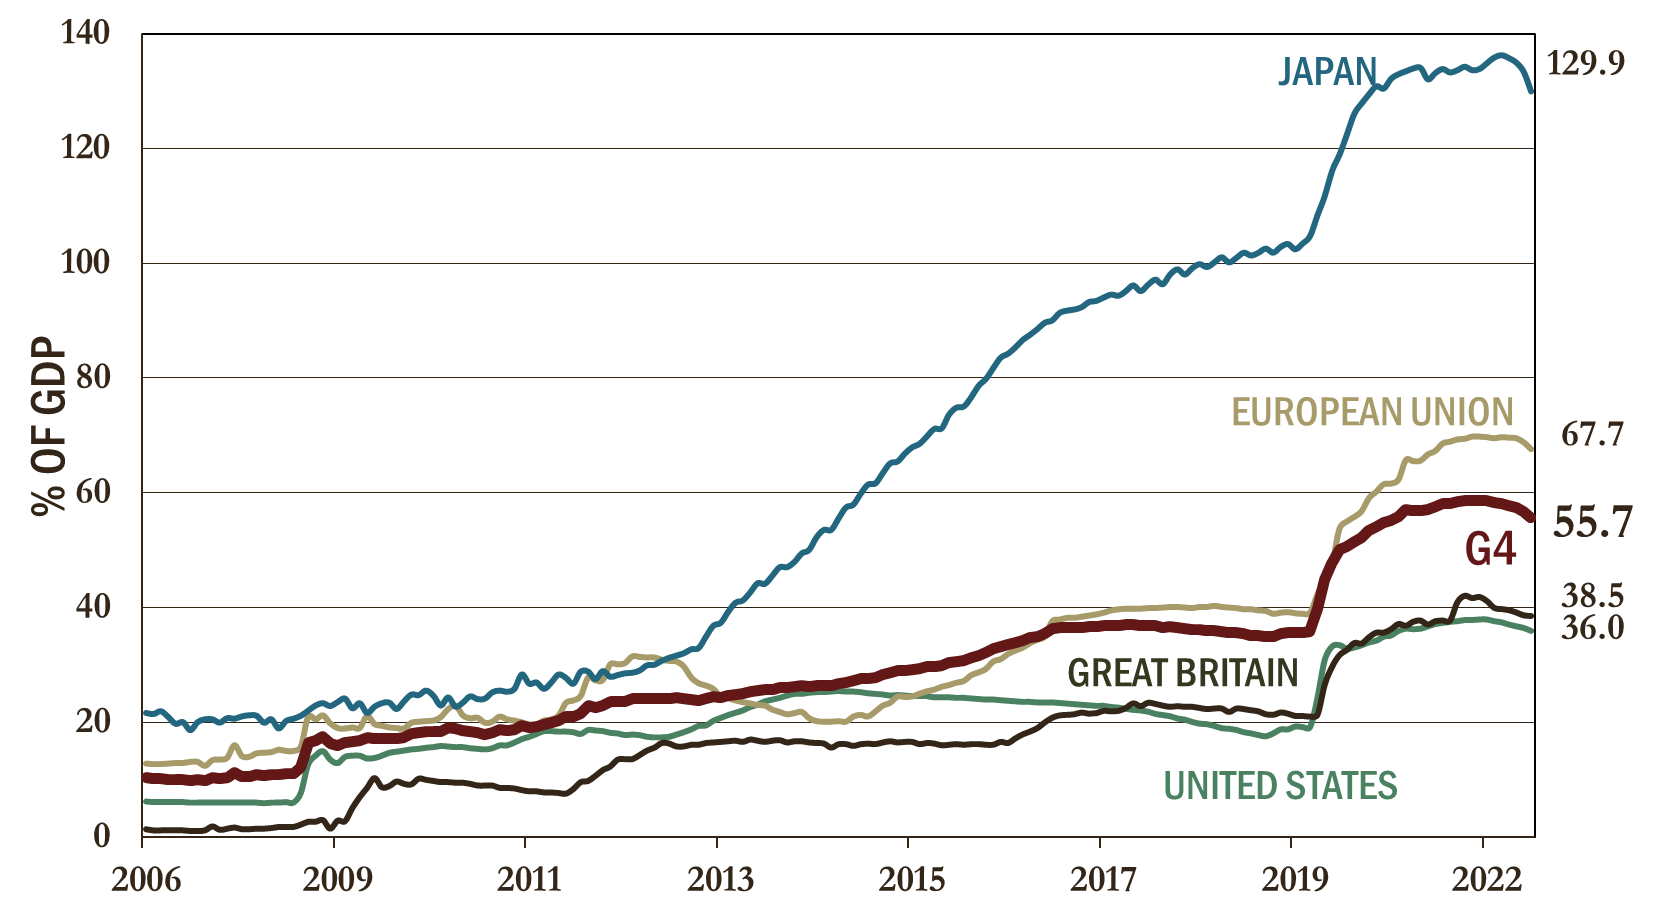 % OF GDP
140
120
100
80
60
40
20
0
JAPAN
EUROPEAN UNION
G4
GREAT BRITAIN
UNITED STATES
129.9
67.7
55.7
38.5
36.0
2006 2009 2011 2013 2015 2017 2019 2022